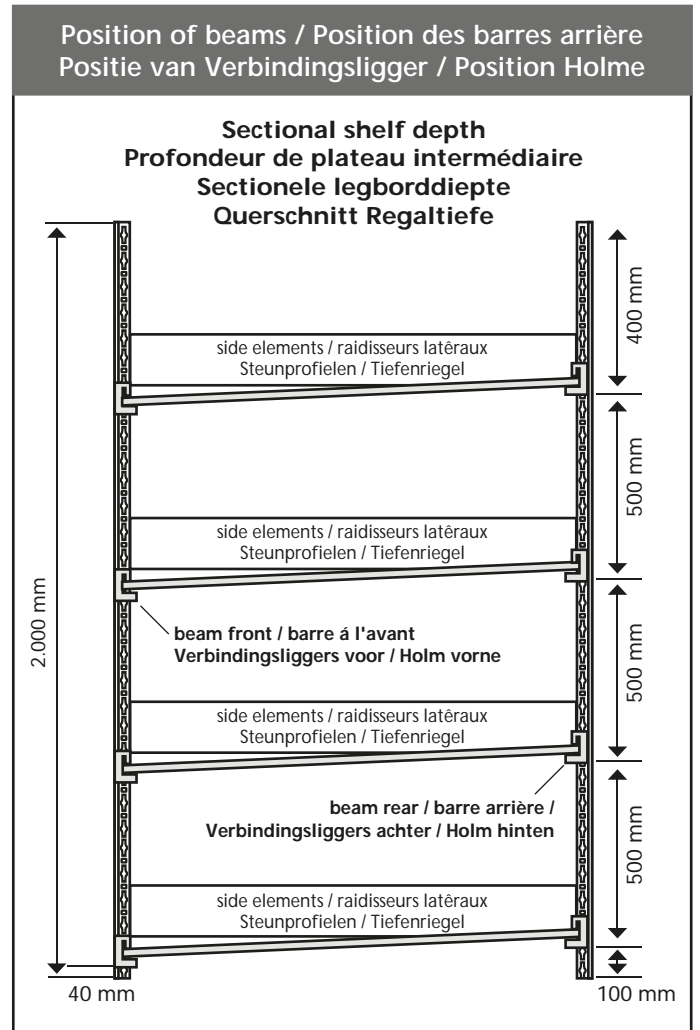 Position of beams / Position des barres arrière
Positie van Verbindingsligger / Position Holme
Sectional shelf depth
Profondeur de plateau intermédiaire
Sectionele legborddiepte
Querschnitt Regaltiefe
400 mm
side elements / raidisseurs latêraux
Steunprofielen / Tiefenriegel
500 mm
side elements / raidisseurs latêraux
Steunprofielen / Tiefenriegel
2.000 mm
beam front / barre á l'avant
Verbindingsliggers voor / Holm vorne
500 mm
side elements / raidisseurs latêraux
Steunprofielen / Tiefenriegel
beam rear / barre arrière /
Verbindingsliggers achter / Holm hinten
500 mm
side elements / raidisseurs latêraux
Steunprofielen / Tiefenriegel
40 mm
100 mm